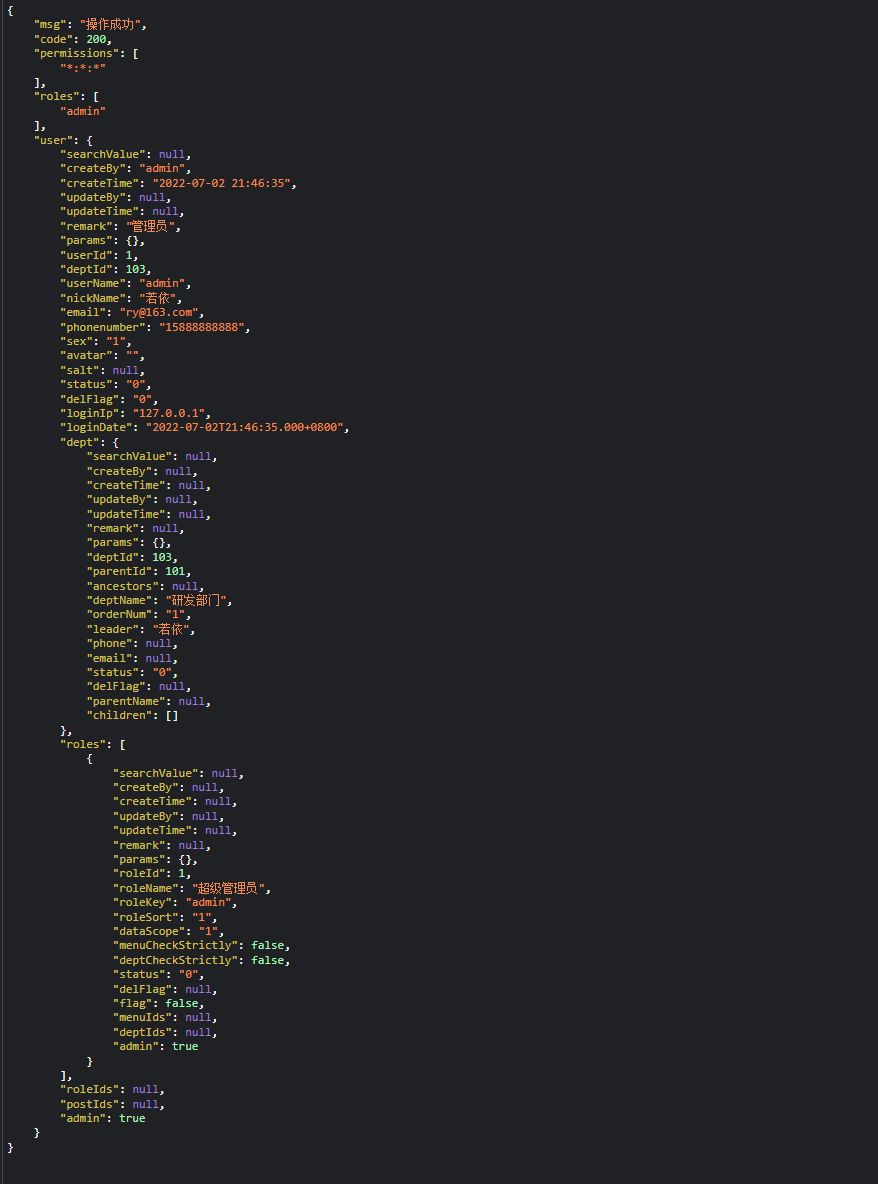 {
    "msg": "操作成功",
    "code": 200,
    "permissions": [
        "*:*:*"
    ],
    "roles": [
        "admin"
    ],
    "user": {
        "searchValue": null,
        "createBy": "admin",
        "createTime": "2022-07-02 21:46:35",
        "updateBy": null,
        "updateTime": null,
        "remark": "管理员",
        "params": {},
        "userId": 1,
        "deptId": 103,
        "userName": "admin",
        "nickName": "若依",
        "email": "ry@163.com",
        "phonenumber": "15888888888",
        "sex": "1",
        "avatar": "",
        "salt": null,
        "status": "0",
        "delFlag": "0",
        "loginIp": "127.0.0.1",
        "loginDate": "2022-07-02T21:46:35.000+0800",
        "dept": {
            "searchValue": null,
            "createBy": null,
            "createTime": null,
            "updateBy": null,
            "updateTime": null,
            "remark": null,
            "params": {},
            "deptId": 103,
            "parentId": 101,
            "ancestors": null,
            "deptName": "研发部门",
            "orderNum": "1",
            "leader": "若依",
            "phone": null,
            "email": null,
            "status": "0",
            "delFlag": null,
            "parentName": null,
            "children": []
        },
        "roles": [
            {
                "searchValue": null,
                "createBy": null,
                "createTime": null,
                "updateBy": null,
                "updateTime": null,
                "remark": null,
                "params": {},
                "roleId": 1,
                "roleName": "超级管理员",
                "roleKey": "admin",
                "roleSort": "1",
                "dataScope": "1",
                "menuCheckStrictly": false,
                "deptCheckStrictly": false,
                "status": "0",
                "delFlag": null,
                "flag": false,
                "menuIds": null,
                "deptIds": null,
                "admin": true
            }
        ],
        "roleIds": null,
        "postIds": null,
        "admin": true
    }
}